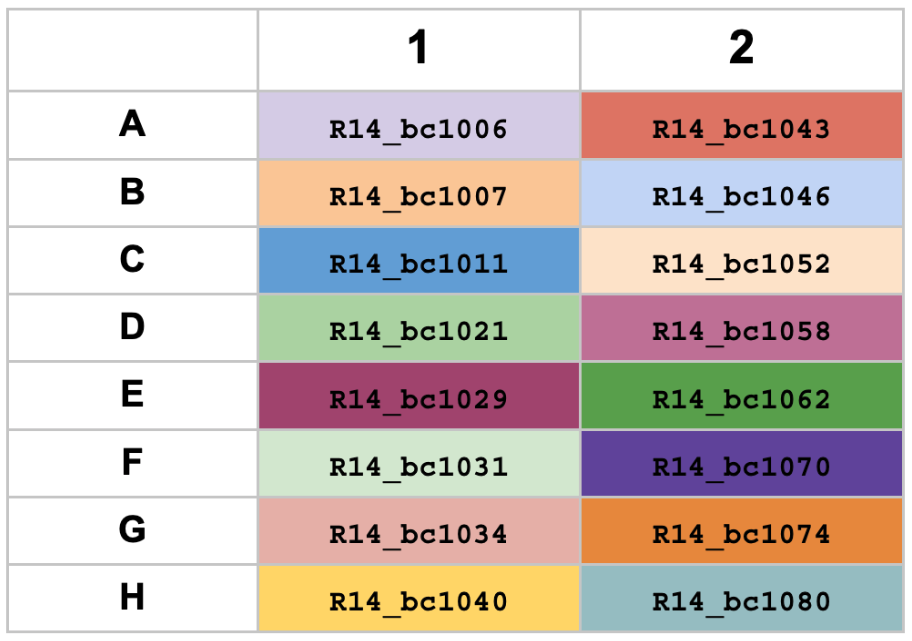 1 2
A R14_bc1006 R14_bc1043
B R14_bc1007 R14_bc1046
C R14_bc1011 R14_bc1052
D R14_bc1021 R14_bc1058
E R14_bc1029 R14_bc1062
F R14_bc1031 R14_bc1070
G R14_bc1034 R14_bc1074
H R14_bc1040 R14_bc1080